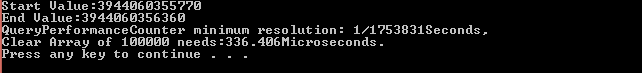 Start Value:3944060355770
End Value:3944060356360
QueryPerformanceCounter minimum resolution: 1/1753831Seconds,
Clear Array of 100000 needs:336.406Microseconds.
Press any key to continue . . .